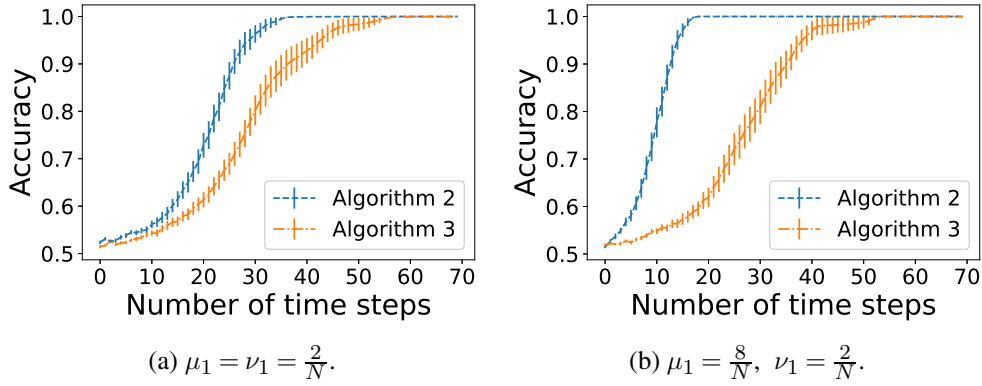 1.0
0.9
0.8
0.7
0.6
0.5
Accuracy
Algorithm 2
Algorithm 3
0 10 20 30 40 50 60 70
Number of time steps
(a) μ₁ = ν₁ = 2/N.
1.0
0.9
0.8
0.7
0.6
0.5
Accuracy
Algorithm 2
Algorithm 3
0 10 20 30 40 50 60 70
Number of time steps
(b) μ₁ = 8/N, ν₁ = 2/N.